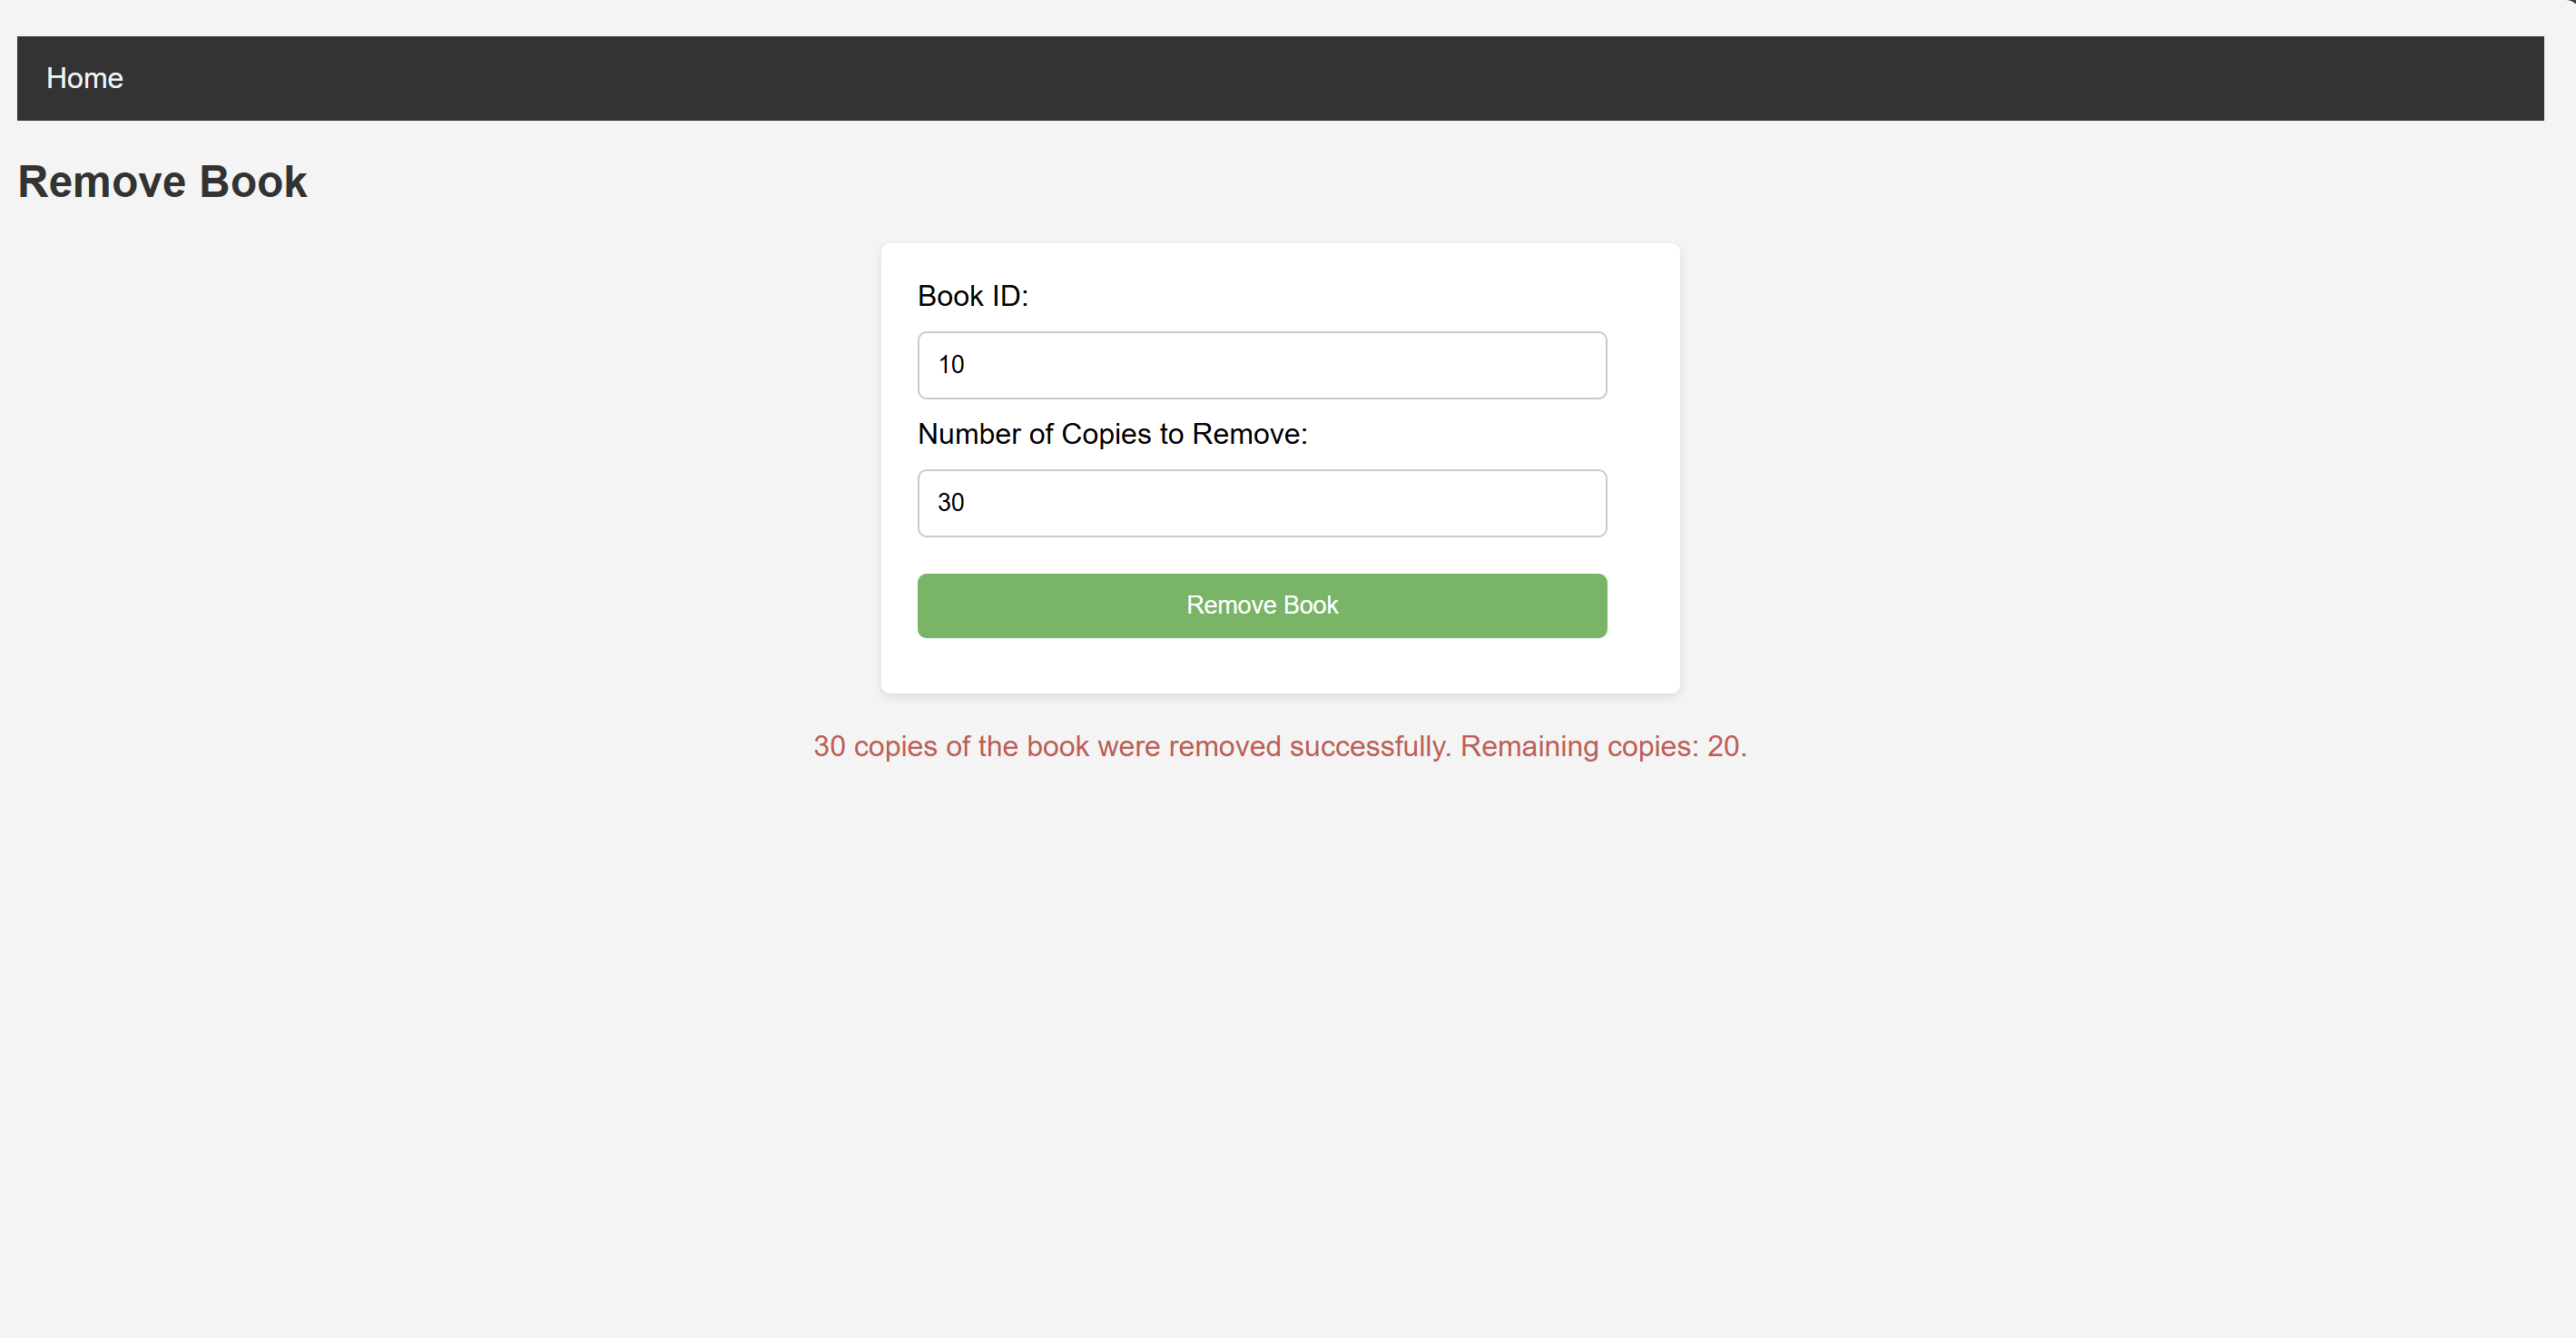 Home
Remove Book
Book ID:
10
Number of Copies to Remove:
30
Remove Book
30 copies of the book were removed successfully. Remaining copies: 20.